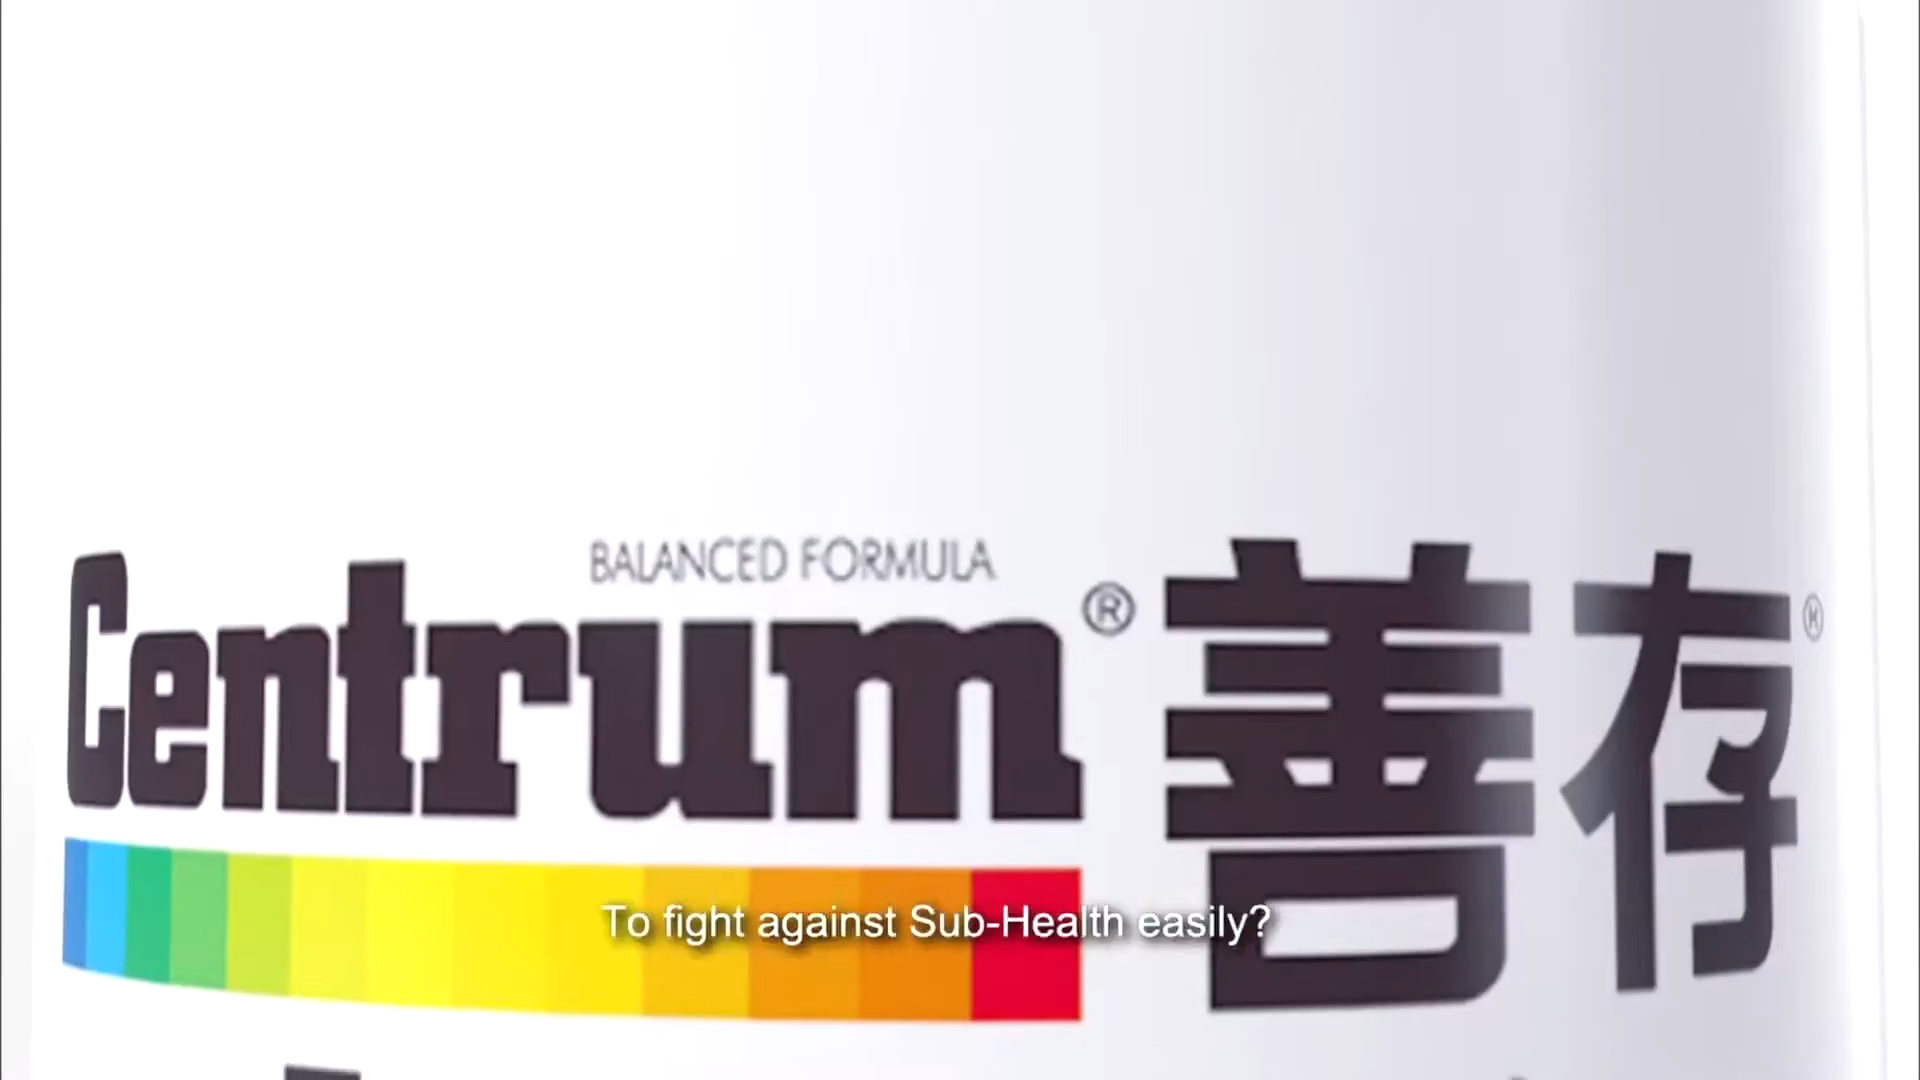 BALANCED FORMULA
Centrum® 善存®
To fight against Sub-Health easily?